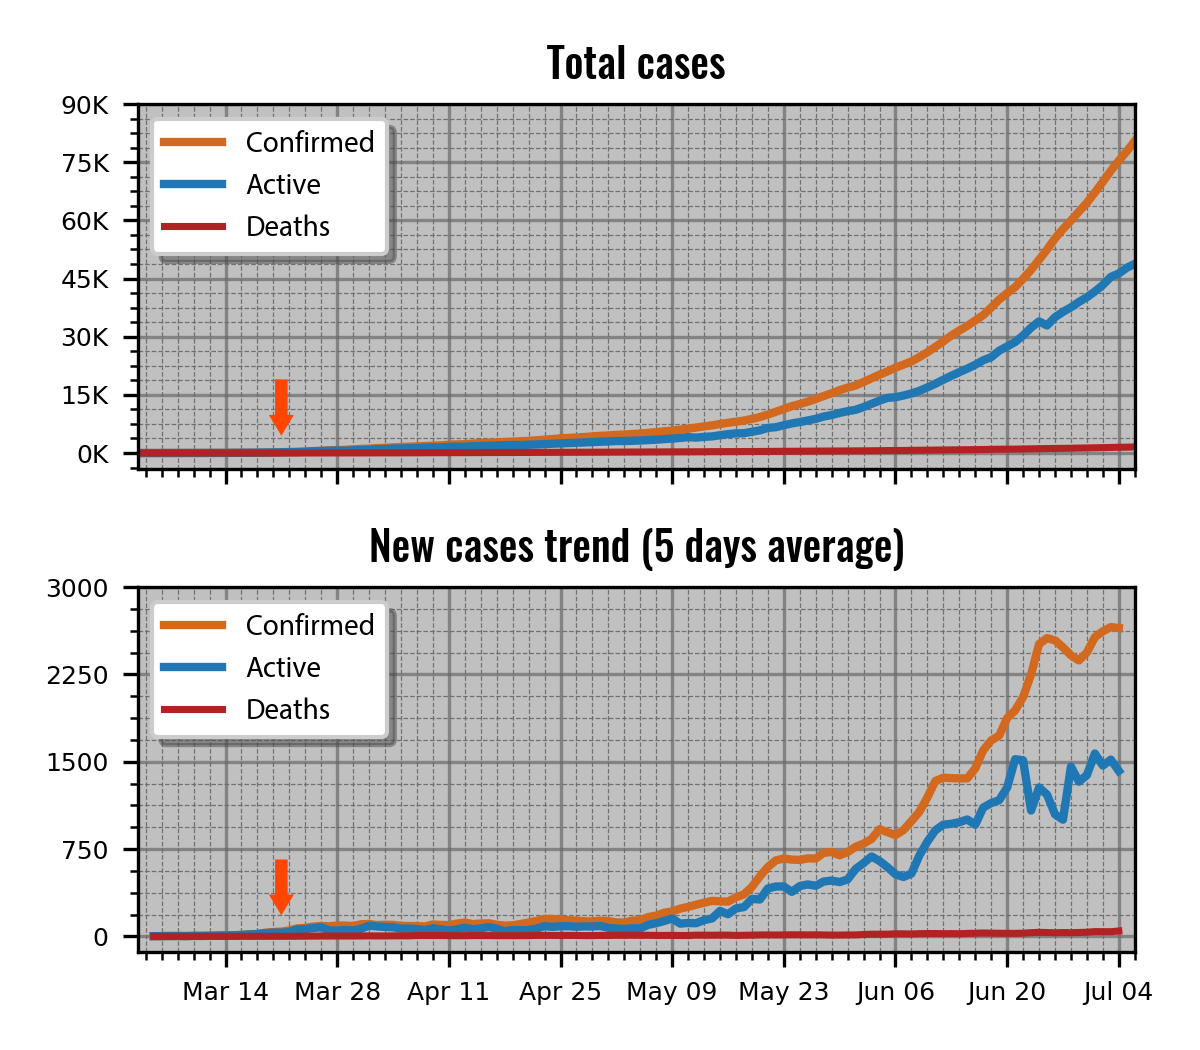 Total cases
90K
75K
60K
45K
30K
15K
0K
Confirmed
Active
Deaths
New cases trend (5 days average)
3000
2250
1500
750
0
Confirmed
Active
Deaths
Mar 14 Mar 28 Apr 11 Apr 25 May 09 May 23 Jun 06 Jun 20 Jul 04